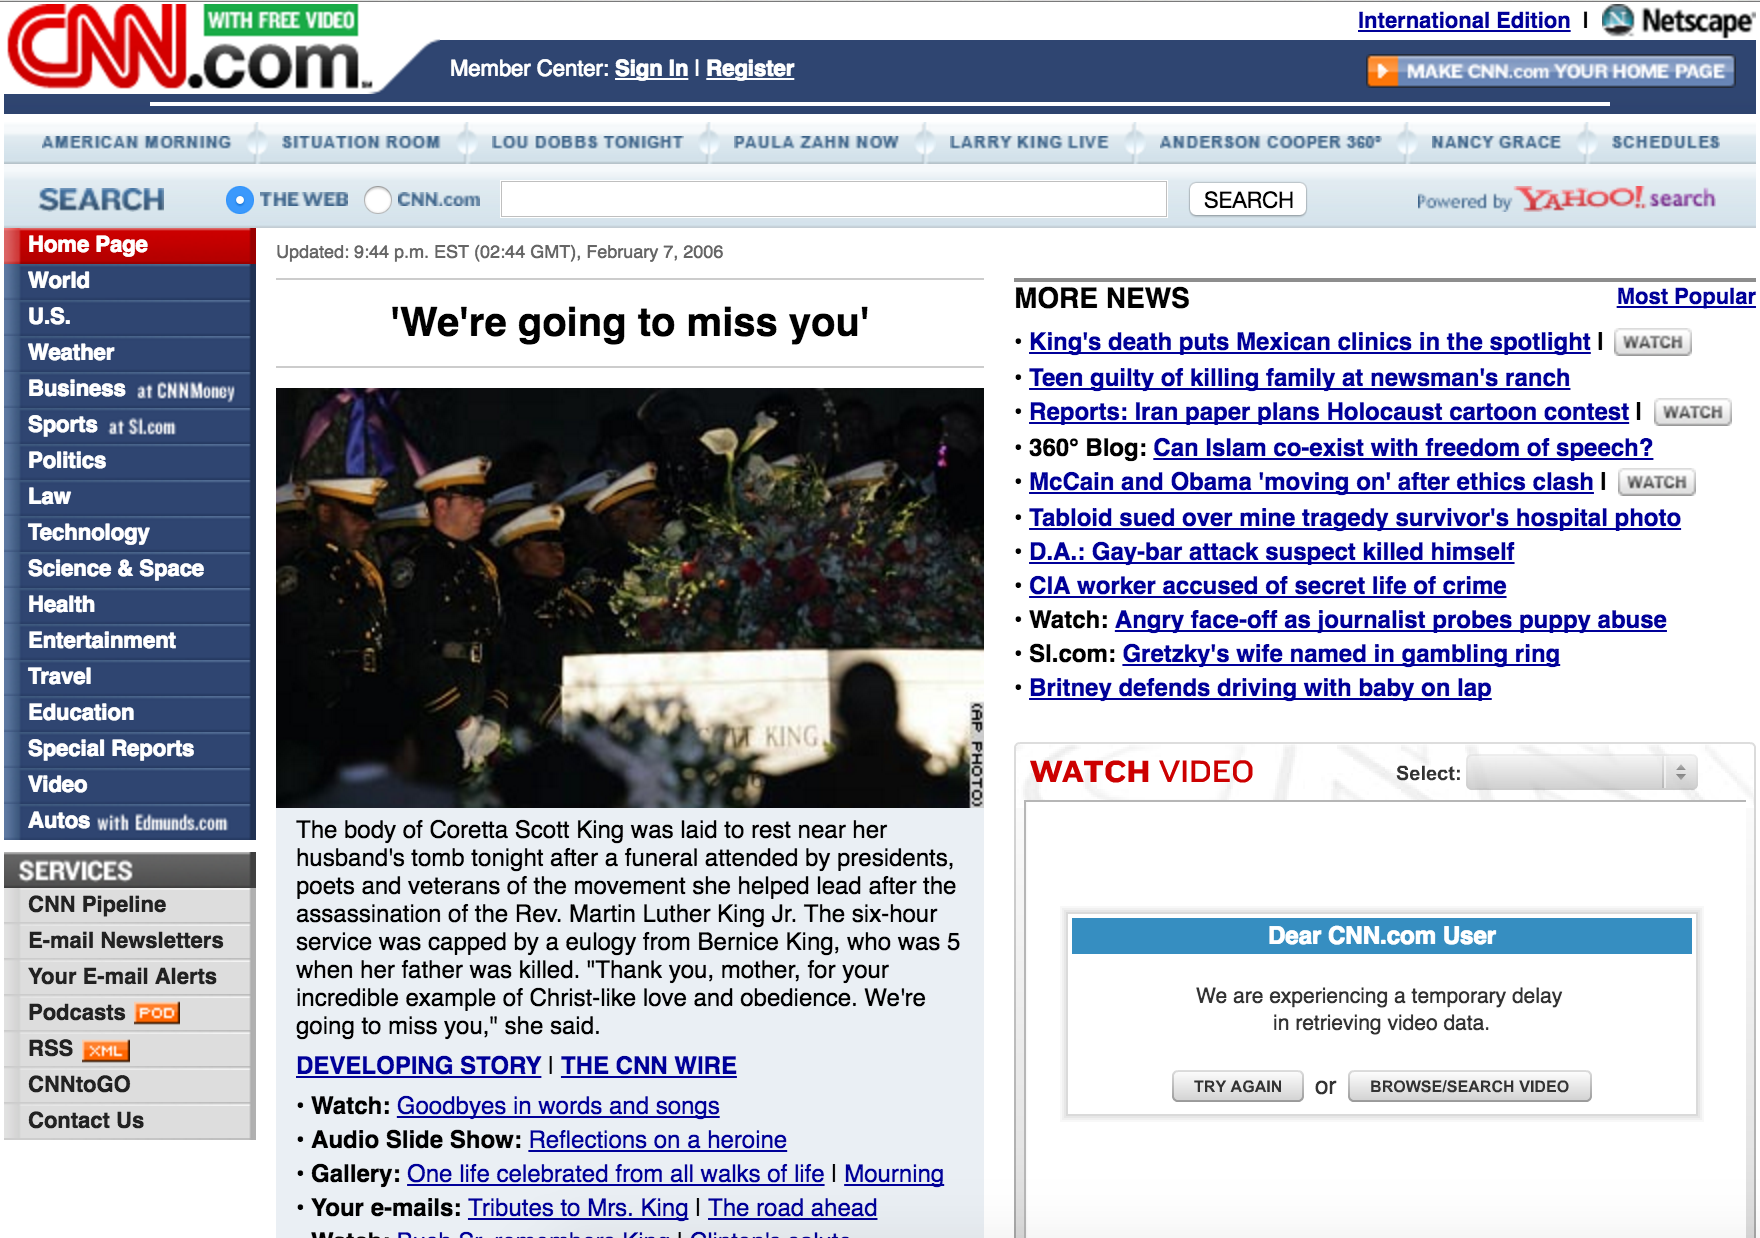 CNN.com
WITH FREE VIDEO
International Edition | Netscape
Member Center: Sign In | Register
MAKE CNN.com YOUR HOME PAGE
AMERICAN MORNING SITUATION ROOM LOU DOBBS TONIGHT PAULA ZAHN NOW LARRY KING LIVE ANDERSON COOPER 360° NANCY GRACE SCHEDULES
SEARCH THE WEB CNN.com SEARCH Powered by YAHOO! search
Home Page
World
U.S.
Weather
Business at CNNMoney
Sports at SI.com
Politics
Law
Technology
Science & Space
Health
Entertainment
Travel
Education
Special Reports
Video
Autos with Edmunds.com
SERVICES
CNN Pipeline
E-mail Newsletters
Your E-mail Alerts
Podcasts POD
RSS XML
CNNtoGO
Contact Us
Updated: 9:44 p.m. EST (02:44 GMT), February 7, 2006
'We're going to miss you'
KING
(AP PHOTO)
The body of Coretta Scott King was laid to rest near her
husband's tomb tonight after a funeral attended by presidents,
poets and veterans of the movement she helped lead after the
assassination of the Rev. Martin Luther King Jr. The six-hour
service was capped by a eulogy from Bernice King, who was 5
when her father was killed. "Thank you, mother, for your
incredible example of Christ-like love and obedience. We're
going to miss you," she said.
DEVELOPING STORY | THE CNN WIRE
• Watch: Goodbyes in words and songs
• Audio Slide Show: Reflections on a heroine
• Gallery: One life celebrated from all walks of life | Mourning
• Your e-mails: Tributes to Mrs. King | The road ahead
• Watch: Bush Sr. remembers King | Clinton's salute
MORE NEWS
Most Popular
• King's death puts Mexican clinics in the spotlight | WATCH
• Teen guilty of killing family at newsman's ranch
• Reports: Iran paper plans Holocaust cartoon contest | WATCH
• 360° Blog: Can Islam co-exist with freedom of speech?
• McCain and Obama 'moving on' after ethics clash | WATCH
• Tabloid sued over mine tragedy survivor's hospital photo
• D.A.: Gay-bar attack suspect killed himself
• CIA worker accused of secret life of crime
• Watch: Angry face-off as journalist probes puppy abuse
• SI.com: Gretzky's wife named in gambling ring
• Britney defends driving with baby on lap
WATCH VIDEO
Select:
Dear CNN.com User
We are experiencing a temporary delay
in retrieving video data.
TRY AGAIN or BROWSE/SEARCH VIDEO